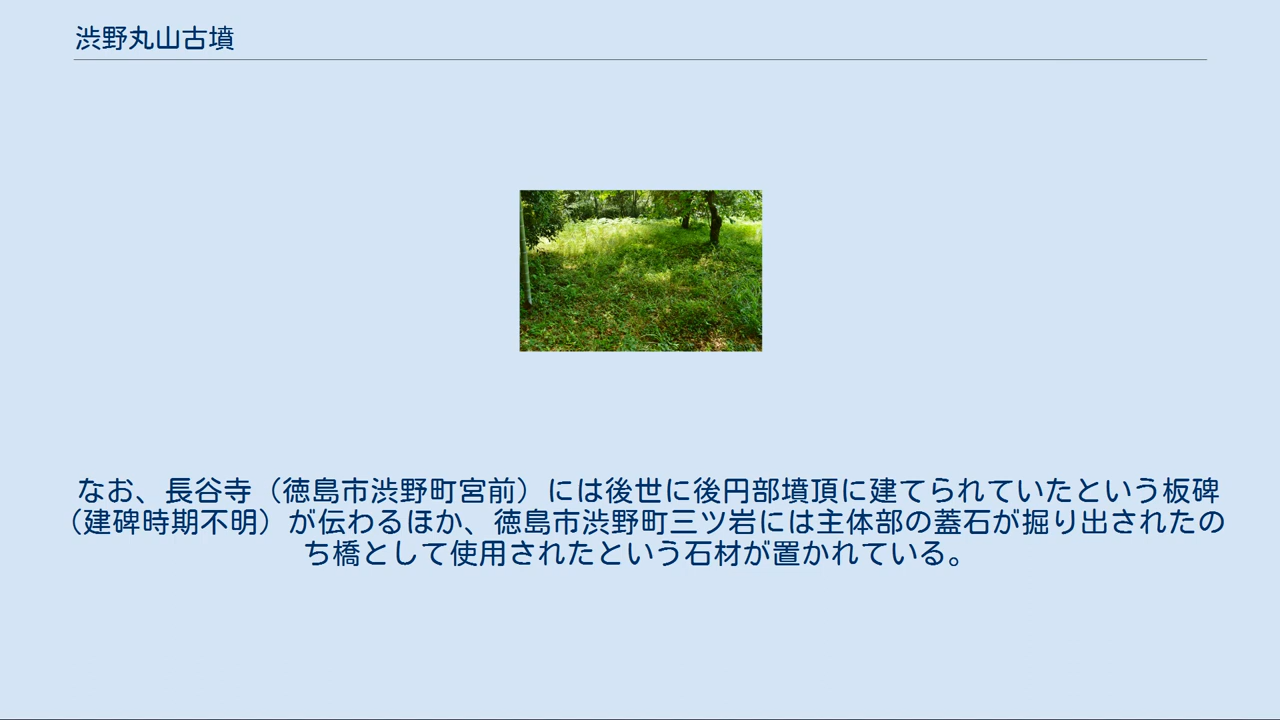 渋野丸山古墳
なお、長谷寺（徳島市渋野町宮前）には後世に後円部墳頂に建てられていたという板碑
（建碑時期不明）が伝わるほか、徳島市渋野町三ツ岩には主体部の蓋石が掘り出されたの
ち橋として使用されたという石材が置かれている。